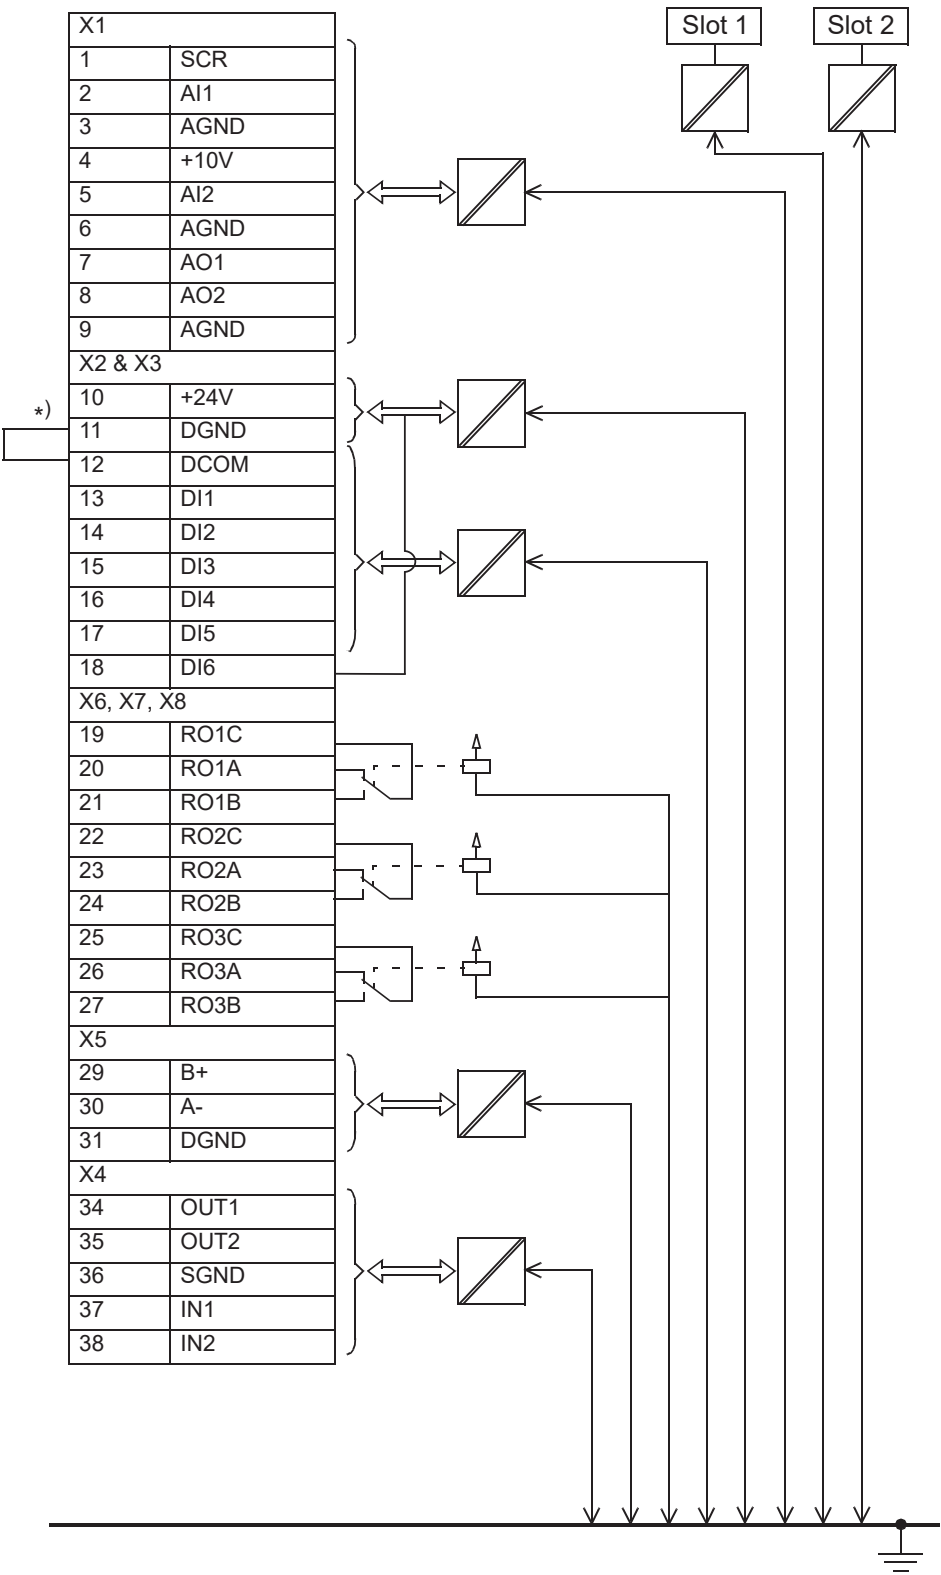 Slot 1 Slot 2
X1
1 SCR
2 AI1
3 AGND
4 +10V
5 AI2
6 AGND
7 AO1
8 AO2
9 AGND
X2 & X3
10 +24V
*)
11 DGND
12 DCOM
13 DI1
14 DI2
15 DI3
16 DI4
17 DI5
18 DI6
X6, X7, X8
19 RO1C
20 RO1A
21 RO1B
22 RO2C
23 RO2A
24 RO2B
25 RO3C
26 RO3A
27 RO3B
X5
29 B+
30 A-
31 DGND
X4
34 OUT1
35 OUT2
36 SGND
37 IN1
38 IN2